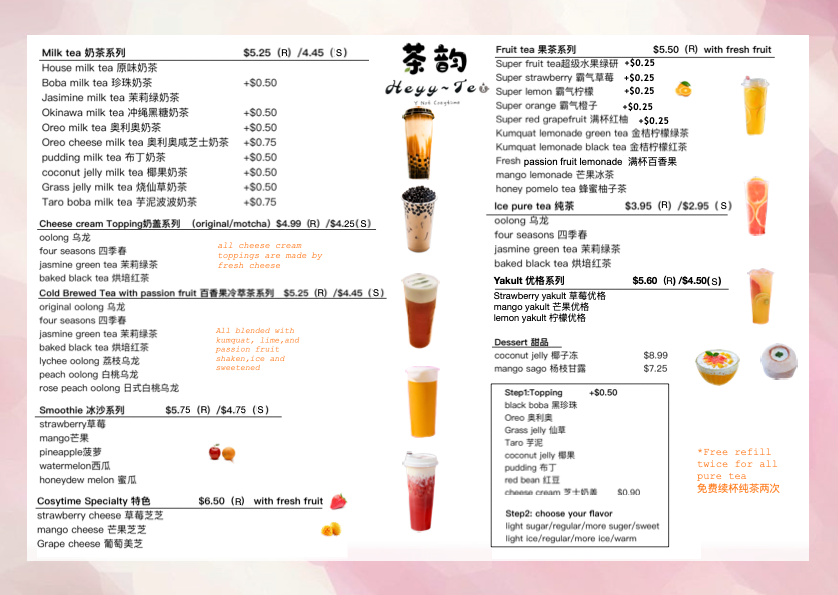 Milk tea 奶茶系列 $5.25 (R) /4.45 (S)
House milk tea 原味奶茶
Boba milk tea 珍珠奶茶 +$0.50
Jasimine milk tea 茉莉绿奶茶
Okinawa milk tea 冲绳黑糖奶茶 +$0.50
Oreo milk tea 奥利奥奶茶 +$0.50
Oreo cheese milk tea 奥利奥咸芝士奶茶 +$0.75
pudding milk tea 布丁奶茶 +$0.50
coconut jelly milk tea 椰果奶茶 +$0.50
Grass jelly milk tea 烧仙草奶茶 +$0.50
Taro boba milk tea 芋泥波波奶茶 +$0.75
Cheese cream Topping奶盖系列 (original/motcha) $4.99 (R) /$4.25(S)
oolong 乌龙
four seasons 四季春
jasmine green tea 茉莉绿茶
baked black tea 烘培红茶
all cheese cream
toppings are made by
fresh cheese
Cold Brewed Tea with passion fruit 百香果冷萃茶系列 $5.25 (R) /$4.45 (S)
original oolong 乌龙
four seasons 四季春
jasmine green tea 茉莉绿茶
baked black tea 烘培红茶
lychee oolong 荔枝乌龙
peach oolong 白桃乌龙
rose peach oolong 日式白桃乌龙
All blended with
kumquat, lime,and
passion fruit
shaken,ice and
sweetened
Smoothie 冰沙系列 $5.75 (R) /$4.75 (S)
strawberry草莓
mango芒果
pineapple菠萝
watermelon西瓜
honeydew melon 蜜瓜
Cosytime Specialty 特色 $6.50 (R) with fresh fruit
strawberry cheese 草莓芝芝
mango cheese 芒果芝芝
Grape cheese 葡萄美芝
茶韵
Heyy~Tea
Y Not Cosytime
Fruit tea 果茶系列 $5.50 (R) with fresh fruit
Super fruit tea超级水果绿研 +$0.25
Super strawberry 霸气草莓 +$0.25
Super lemon 霸气柠檬 +$0.25
Super orange 霸气橙子 +$0.25
Super red grapefruit 满杯红柚 +$0.25
Kumquat lemonade green tea 金桔柠檬绿茶
Kumquat lemonade black tea 金桔柠檬红茶
Fresh passion fruit lemonade 满杯百香果
mango lemonade 芒果冰茶
honey pomelo tea 蜂蜜柚子茶
Ice pure tea 纯茶 $3.95 (R) /$2.95 (S)
oolong 乌龙
four seasons 四季春
jasmine green tea 茉莉绿茶
baked black tea 烘培红茶
Yakult 优格系列 $5.60 (R) /$4.50(S)
Strawberry yakult 草莓优格
mango yakult 芒果优格
lemon yakult 柠檬优格
Dessert 甜品
coconut jelly 椰子冻 $8.99
mango sago 杨枝甘露 $7.25
Step1:Topping +$0.50
black boba 黑珍珠
Oreo 奥利奥
Grass jelly 仙草
Taro 芋泥
coconut jelly 椰果
pudding 布丁
red bean 红豆
cheese cream 芝士奶盖 $0.90
Step2: choose your flavor
light sugar/regular/more suger/sweet
light ice/regular/more ice/warm
*Free refill
twice for all
pure tea
免费续杯纯茶两次